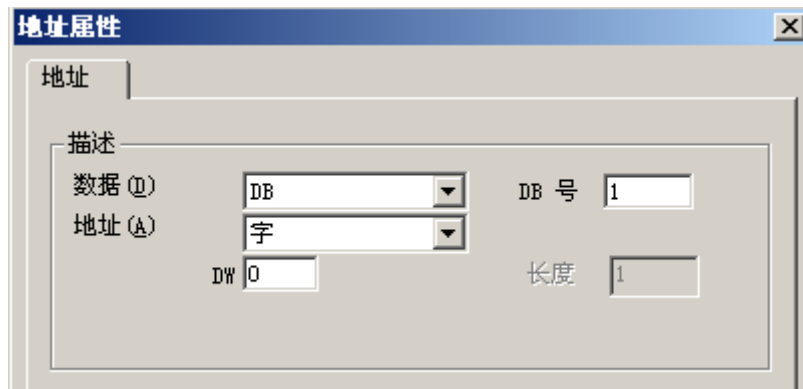 地址属性
地址
描述
数据(D) DB DB 号 1
地址(A) 字
DW 0 长度 1